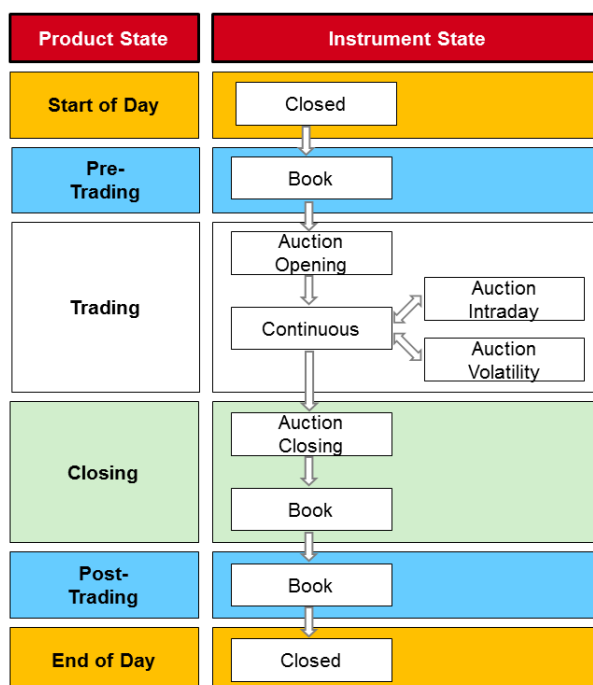 Product State
Instrument State
Start of Day
Closed
Pre-
Trading
Book
Trading
Auction
Opening
Continuous
Auction
Intraday
Auction
Volatility
Closing
Auction
Closing
Book
Post-
Trading
Book
End of Day
Closed